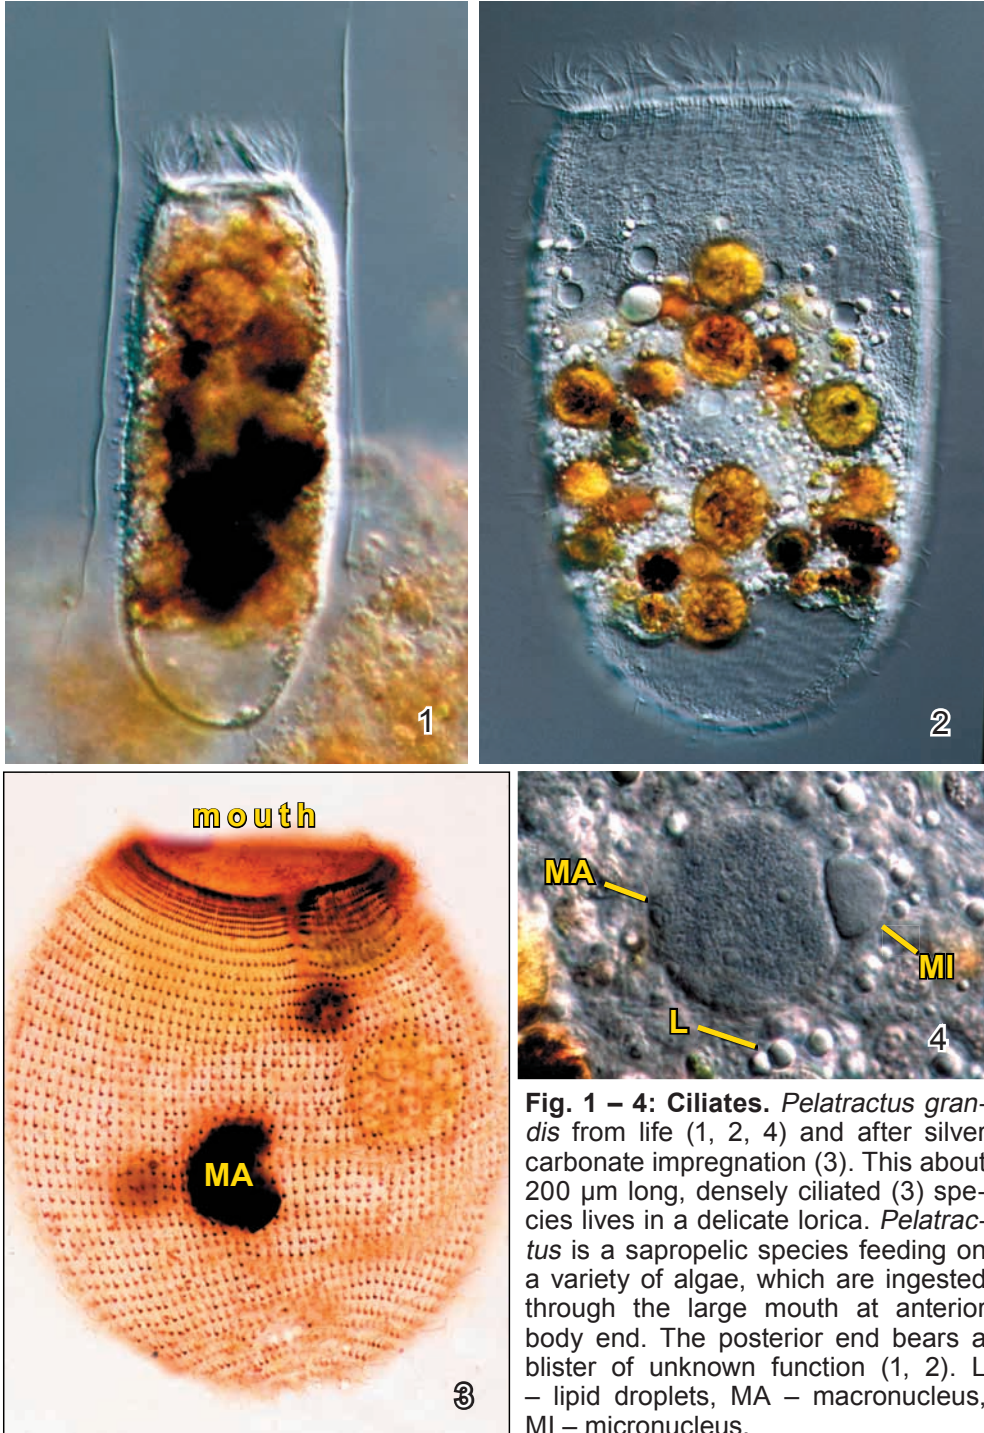 1
2
mouth
MA
3
MA
MI
L
4
Fig. 1 – 4: Ciliates. Pelatractus gran-
dis from life (1, 2, 4) and after silver
carbonate impregnation (3). This about
200 µm long, densely ciliated (3) spe-
cies lives in a delicate lorica. Pelatrac-
tus is a sapropelic species feeding on
a variety of algae, which are ingested
through the large mouth at anterior
body end. The posterior end bears a
blister of unknown function (1, 2). L
– lipid droplets, MA – macronucleus,
MI – micronucleus.